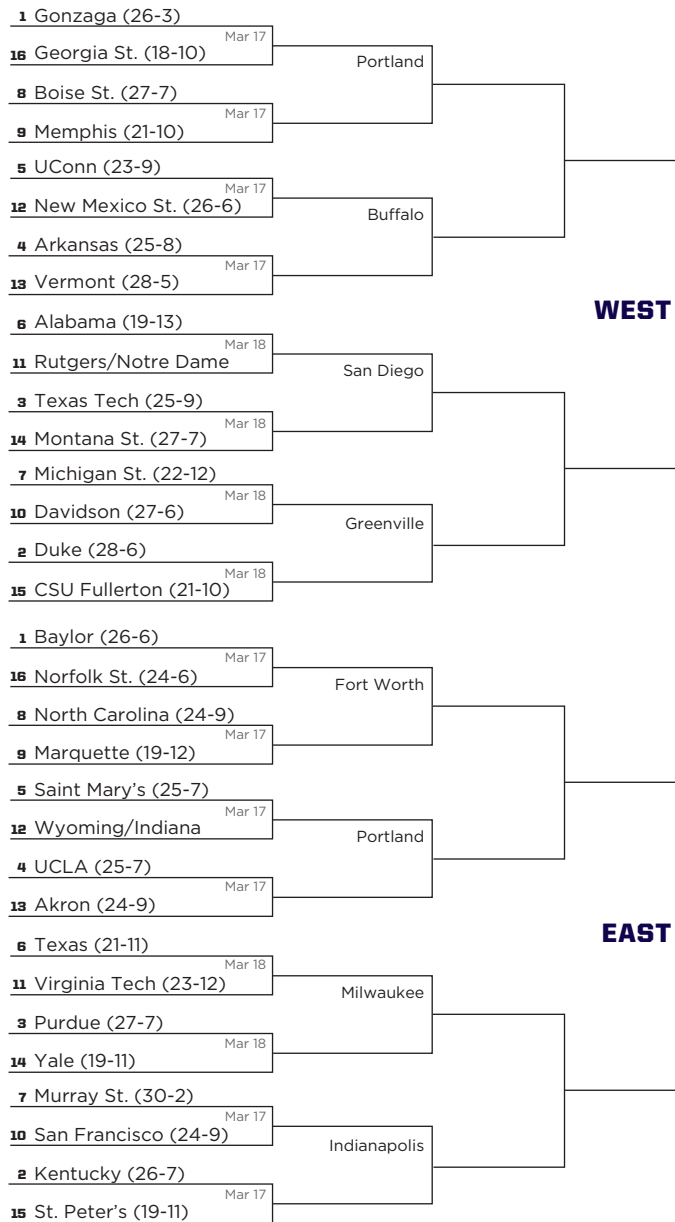 1 Gonzaga (26-3)
Mar 17
16 Georgia St. (18-10)
Portland
8 Boise St. (27-7)
Mar 17
9 Memphis (21-10)
5 UConn (23-9)
Mar 17
12 New Mexico St. (26-6)
Buffalo
4 Arkansas (25-8)
Mar 17
13 Vermont (28-5)
WEST
6 Alabama (19-13)
Mar 18
11 Rutgers/Notre Dame
San Diego
3 Texas Tech (25-9)
Mar 18
14 Montana St. (27-7)
7 Michigan St. (22-12)
Mar 18
10 Davidson (27-6)
Greenville
2 Duke (28-6)
Mar 18
15 CSU Fullerton (21-10)
1 Baylor (26-6)
Mar 17
16 Norfolk St. (24-6)
Fort Worth
8 North Carolina (24-9)
Mar 17
9 Marquette (19-12)
5 Saint Mary's (25-7)
Mar 17
12 Wyoming/Indiana
Portland
4 UCLA (25-7)
Mar 17
13 Akron (24-9)
EAST
6 Texas (21-11)
Mar 18
11 Virginia Tech (23-12)
Milwaukee
3 Purdue (27-7)
Mar 18
14 Yale (19-11)
7 Murray St. (30-2)
Mar 17
10 San Francisco (24-9)
Indianapolis
2 Kentucky (26-7)
Mar 17
15 St. Peter's (19-11)